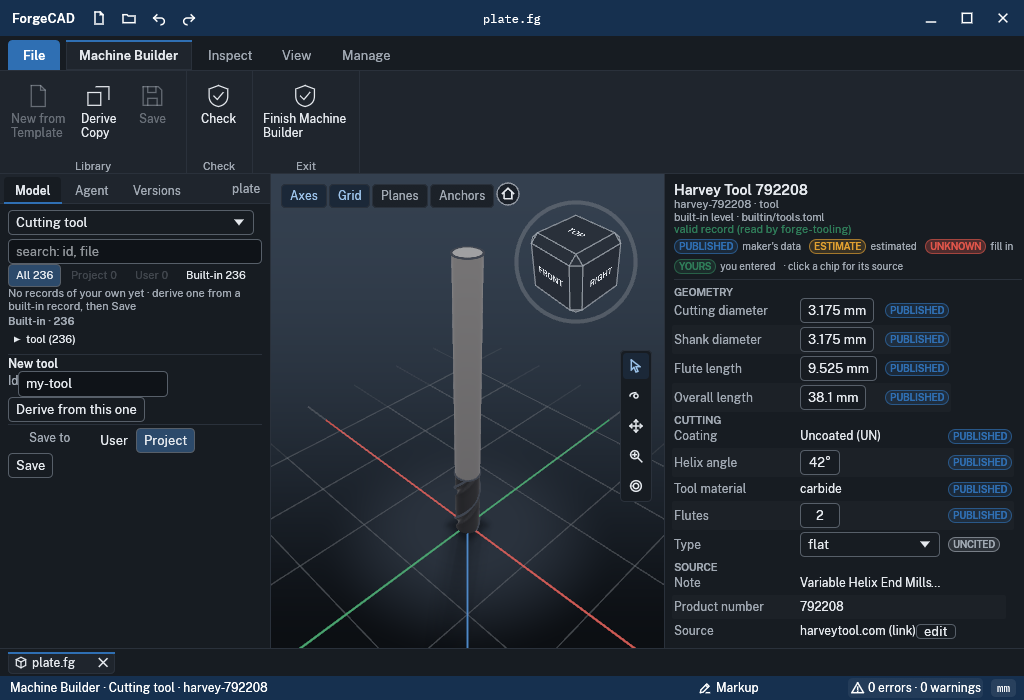 ForgeCAD
plate.fg
File
Machine Builder
Inspect
View
Manage
New from Template
Derive Copy
Save
Check
Finish Machine Builder
Library
Check
Exit
Model
Agent
Versions
plate
Cutting tool
search: id, file
All 236
Project 0
User 0
Built-in 236
No records of your own yet · derive one from a
built-in record, then Save
Built-in · 236
tool (236)
New tool
Id
my-tool
Derive from this one
Save to
User
Project
Save
Axes
Grid
Planes
Anchors
TOP
FRONT
RIGHT
Harvey Tool 792208
harvey-792208 · tool
built-in level · builtin/tools.toml
valid record (read by forge-tooling)
PUBLISHED maker's data ESTIMATE estimated UNKNOWN fill in
YOURS you entered · click a chip for its source
GEOMETRY
Cutting diameter 3.175 mm PUBLISHED
Shank diameter 3.175 mm PUBLISHED
Flute length 9.525 mm PUBLISHED
Overall length 38.1 mm PUBLISHED
CUTTING
Coating Uncoated (UN) PUBLISHED
Helix angle 42° PUBLISHED
Tool material carbide PUBLISHED
Flutes 2 PUBLISHED
Type flat UNCITED
SOURCE
Note Variable Helix End Mills...
Product number 792208
Source harveytool.com (link) edit
plate.fg
Machine Builder · Cutting tool · harvey-792208
Markup
0 errors · 0 warnings
mm